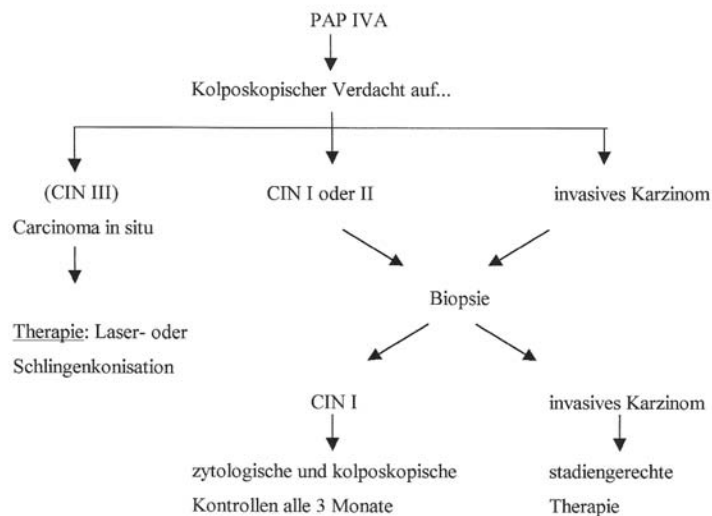 PAP IVA
Kolposkopischer Verdacht auf...
(CIN III)
Carcinoma in situ
CIN I oder II
invasives Karzinom
Biopsie
Therapie: Laser- oder
Schlingenkonisation
CIN I
invasives Karzinom
zytologische und kolposkopische
Kontrollen alle 3 Monate
stadiengerechte
Therapie